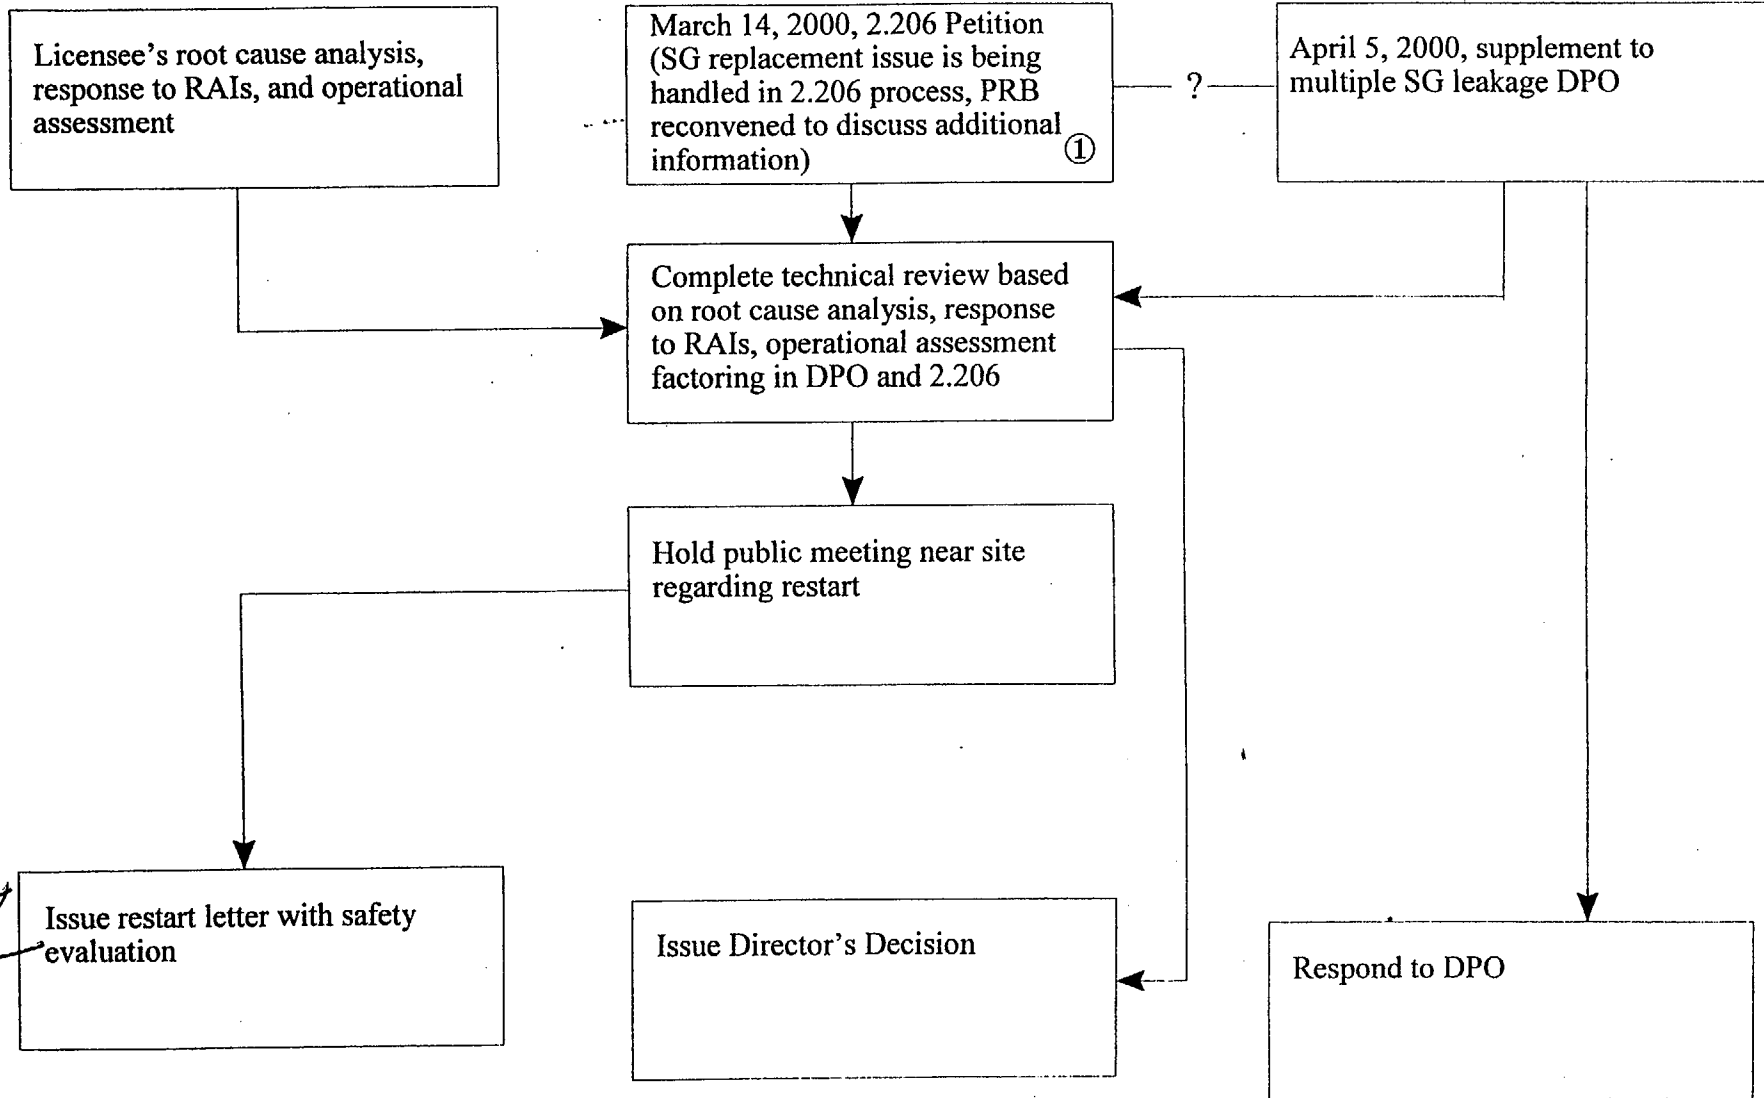 Licensee's root cause analysis,
response to RAIs, and operational
assessment
March 14, 2000, 2.206 Petition
(SG replacement issue is being
handled in 2.206 process, PRB
reconvened to discuss additional
information)
①
?
April 5, 2000, supplement to
multiple SG leakage DPO
Complete technical review based
on root cause analysis, response
to RAIs, operational assessment
factoring in DPO and 2.206
Hold public meeting near site
regarding restart
Issue restart letter with safety
evaluation
Issue Director's Decision
Respond to DPO